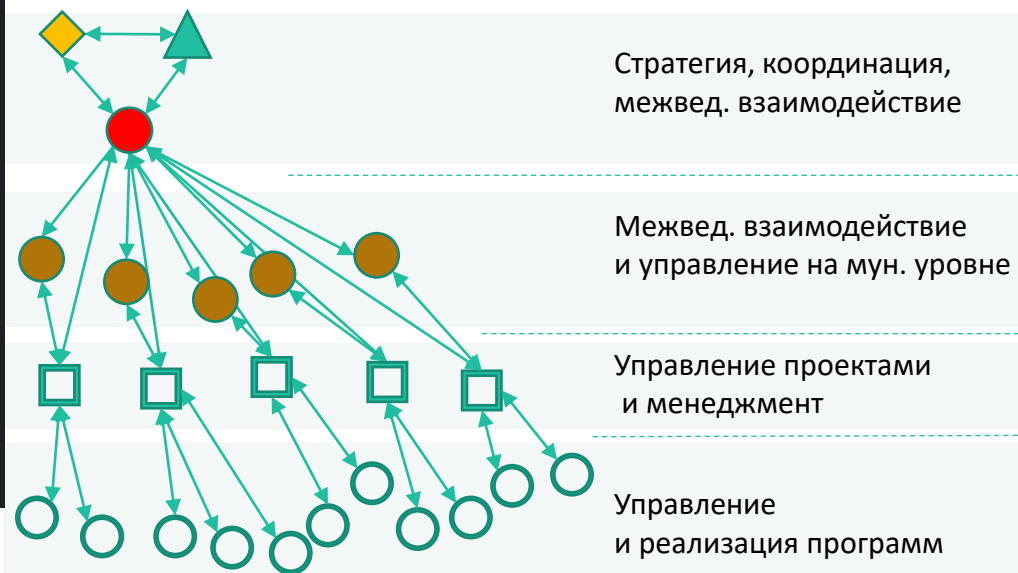 Стратегия, координация,
межвед. взаимодействие
Межвед. взаимодействие
и управление на мун. уровне
Управление проектами
и менеджмент
Управление
и реализация программ